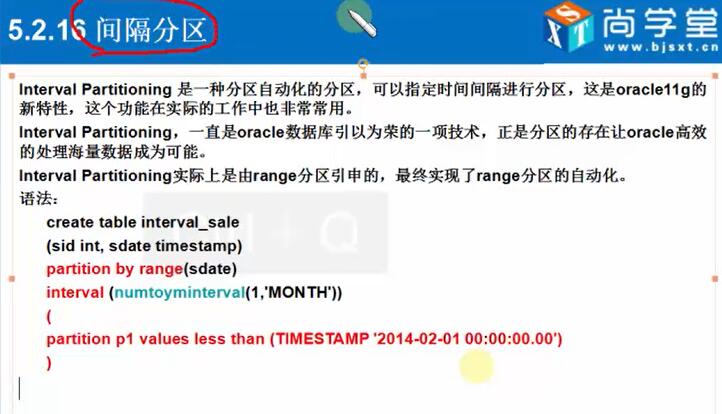 5.2.16 间隔分区
SXT
尚学堂
www.bjsxt.com
Interval Partitioning 是一种分区自动化的分区，可以指定时间间隔进行分区，这是oracle11g的
新特性，这个功能在实际的工作中也非常常用。
Interval Partitioning，一直是oracle数据库引以为荣的一项技术，正是分区的存在让oracle高效
的处理海量数据成为可能。
Interval Partitioning实际上是由range分区引申的，最终实现了range分区的自动化。
语法：
create table interval_sale
(sid int, sdate timestamp)
partition by range(sdate)
interval (numtoyminterval(1,'MONTH'))
(
partition p1 values less than (TIMESTAMP '2014-02-01 00:00:00.00')
)